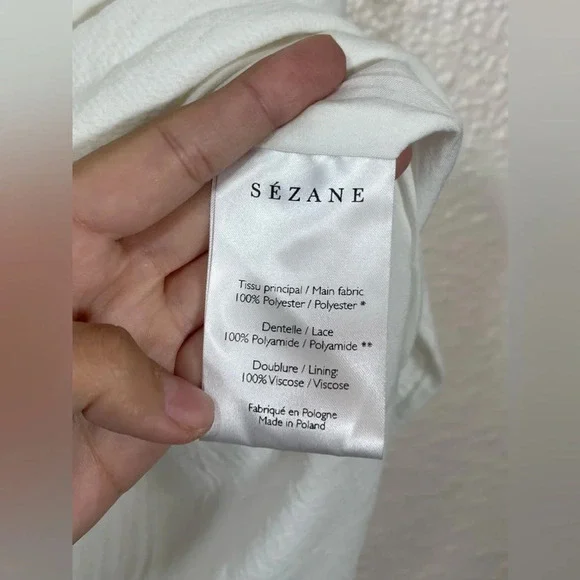 SÉZANE
Tissu principal / Main fabric
100% Polyester / Polyester *
Dentelle / Lace
100% Polyamide / Polyamide **
Doublure / Lining:
100% Viscose / Viscose
Fabriqué en Pologne
Made in Poland